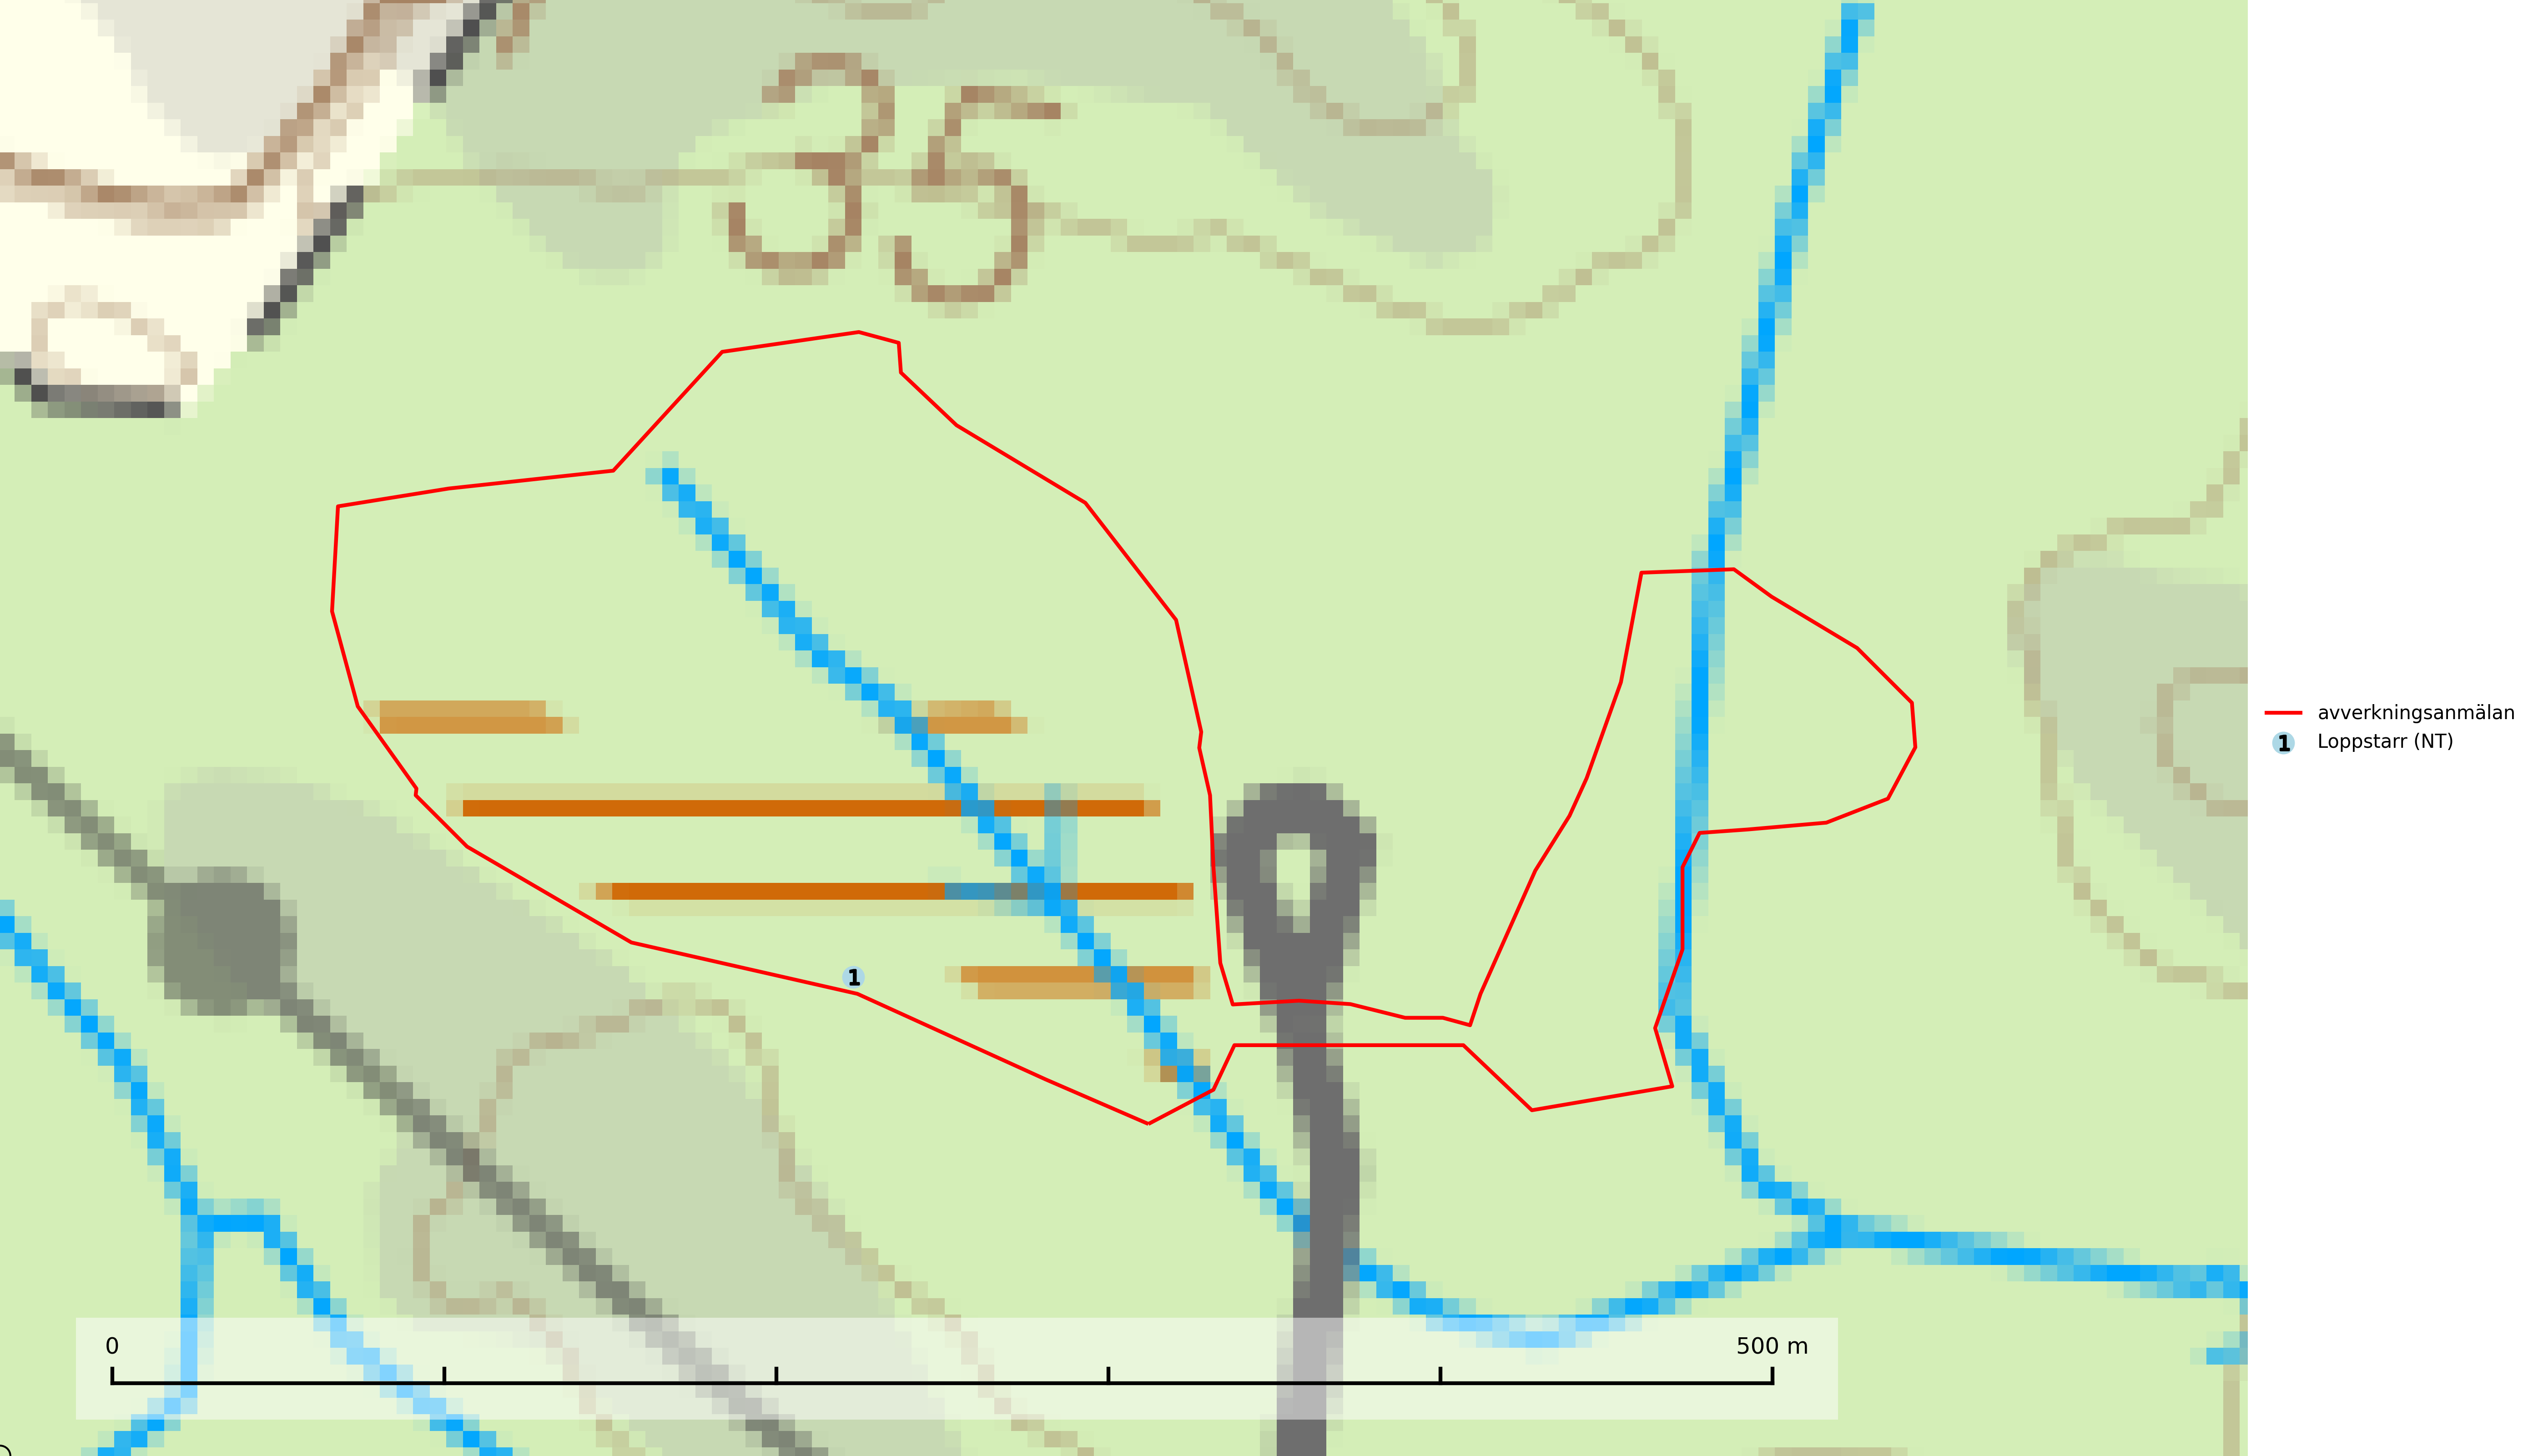 35
1
avverkningsanmälan
1 Loppstarr (NT)
0 500 m